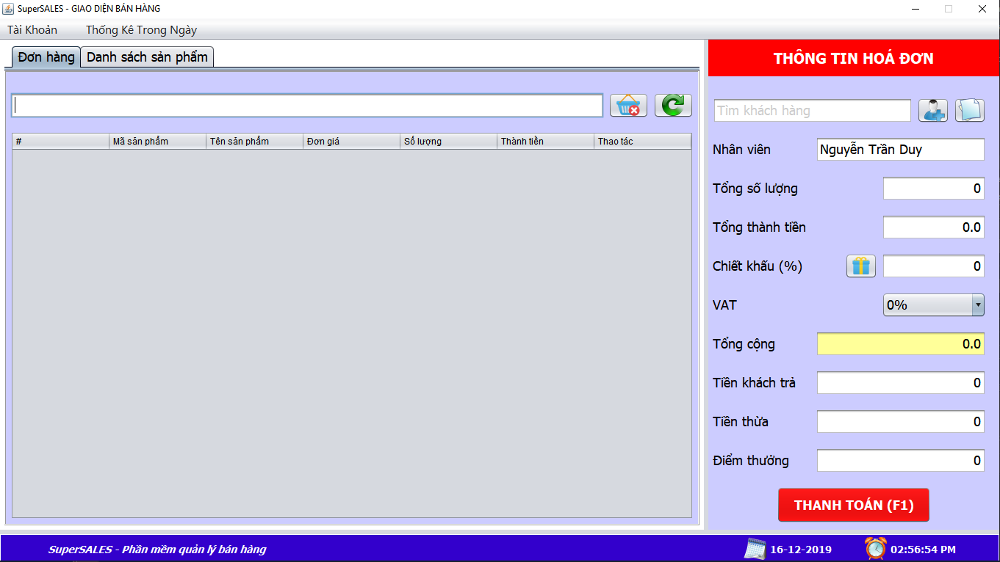 SuperSALES - GIAO DIỆN BÁN HÀNG
Tài Khoản Thống Kê Trong Ngày
Đơn hàng Danh sách sản phẩm
# Mã sãn phẩm Tên sãn phẩm Đơn giá Số lượng Thành tiền Thao tác
THÔNG TIN HOÁ ĐƠN
Tìm khách hàng
Nhân viên Nguyễn Trần Duy
Tổng số lượng 0
Tổng thành tiền 0.0
Chiết khấu (%) 0
VAT 0%
Tổng cộng 0.0
Tiền khách trả 0
Tiền thừa 0
Điểm thưởng 0
THANH TOÁN (F1)
SuperSALES - Phần mềm quản lý bán hàng 16-12-2019 02:56:54 PM